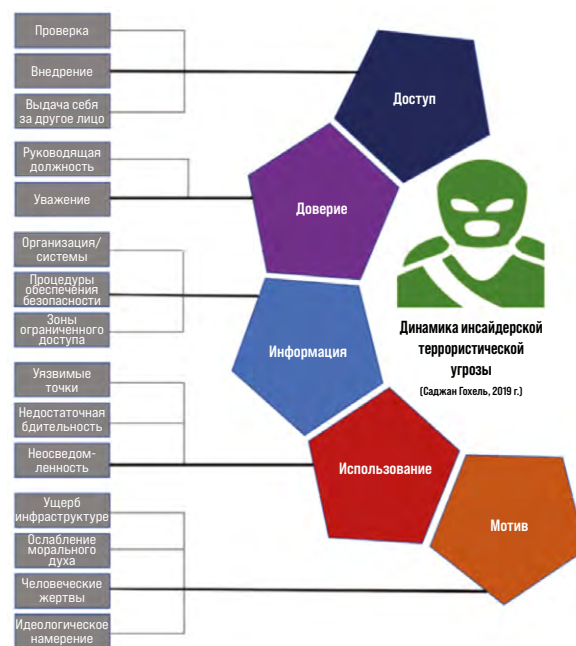 Проверка
Внедрение
Выдача себя
за другое лицо
Доступ
Руководящая
должность
Уважение
Доверие
Организация/
системы
Процедуры
обеспечения
безопасности
Зоны
ограниченного
доступа
Информация
Динамика инсайдерской
террористической
угрозы
(Саджан Гохель, 2019 г.)
Уязвимые
точки
Недостаточная
бдительность
Неосведом-
ленность
Использование
Ущерб
инфраструктуре
Ослабление
морального
духа
Человеческие
жертвы
Идеологическое
намерение
Мотив